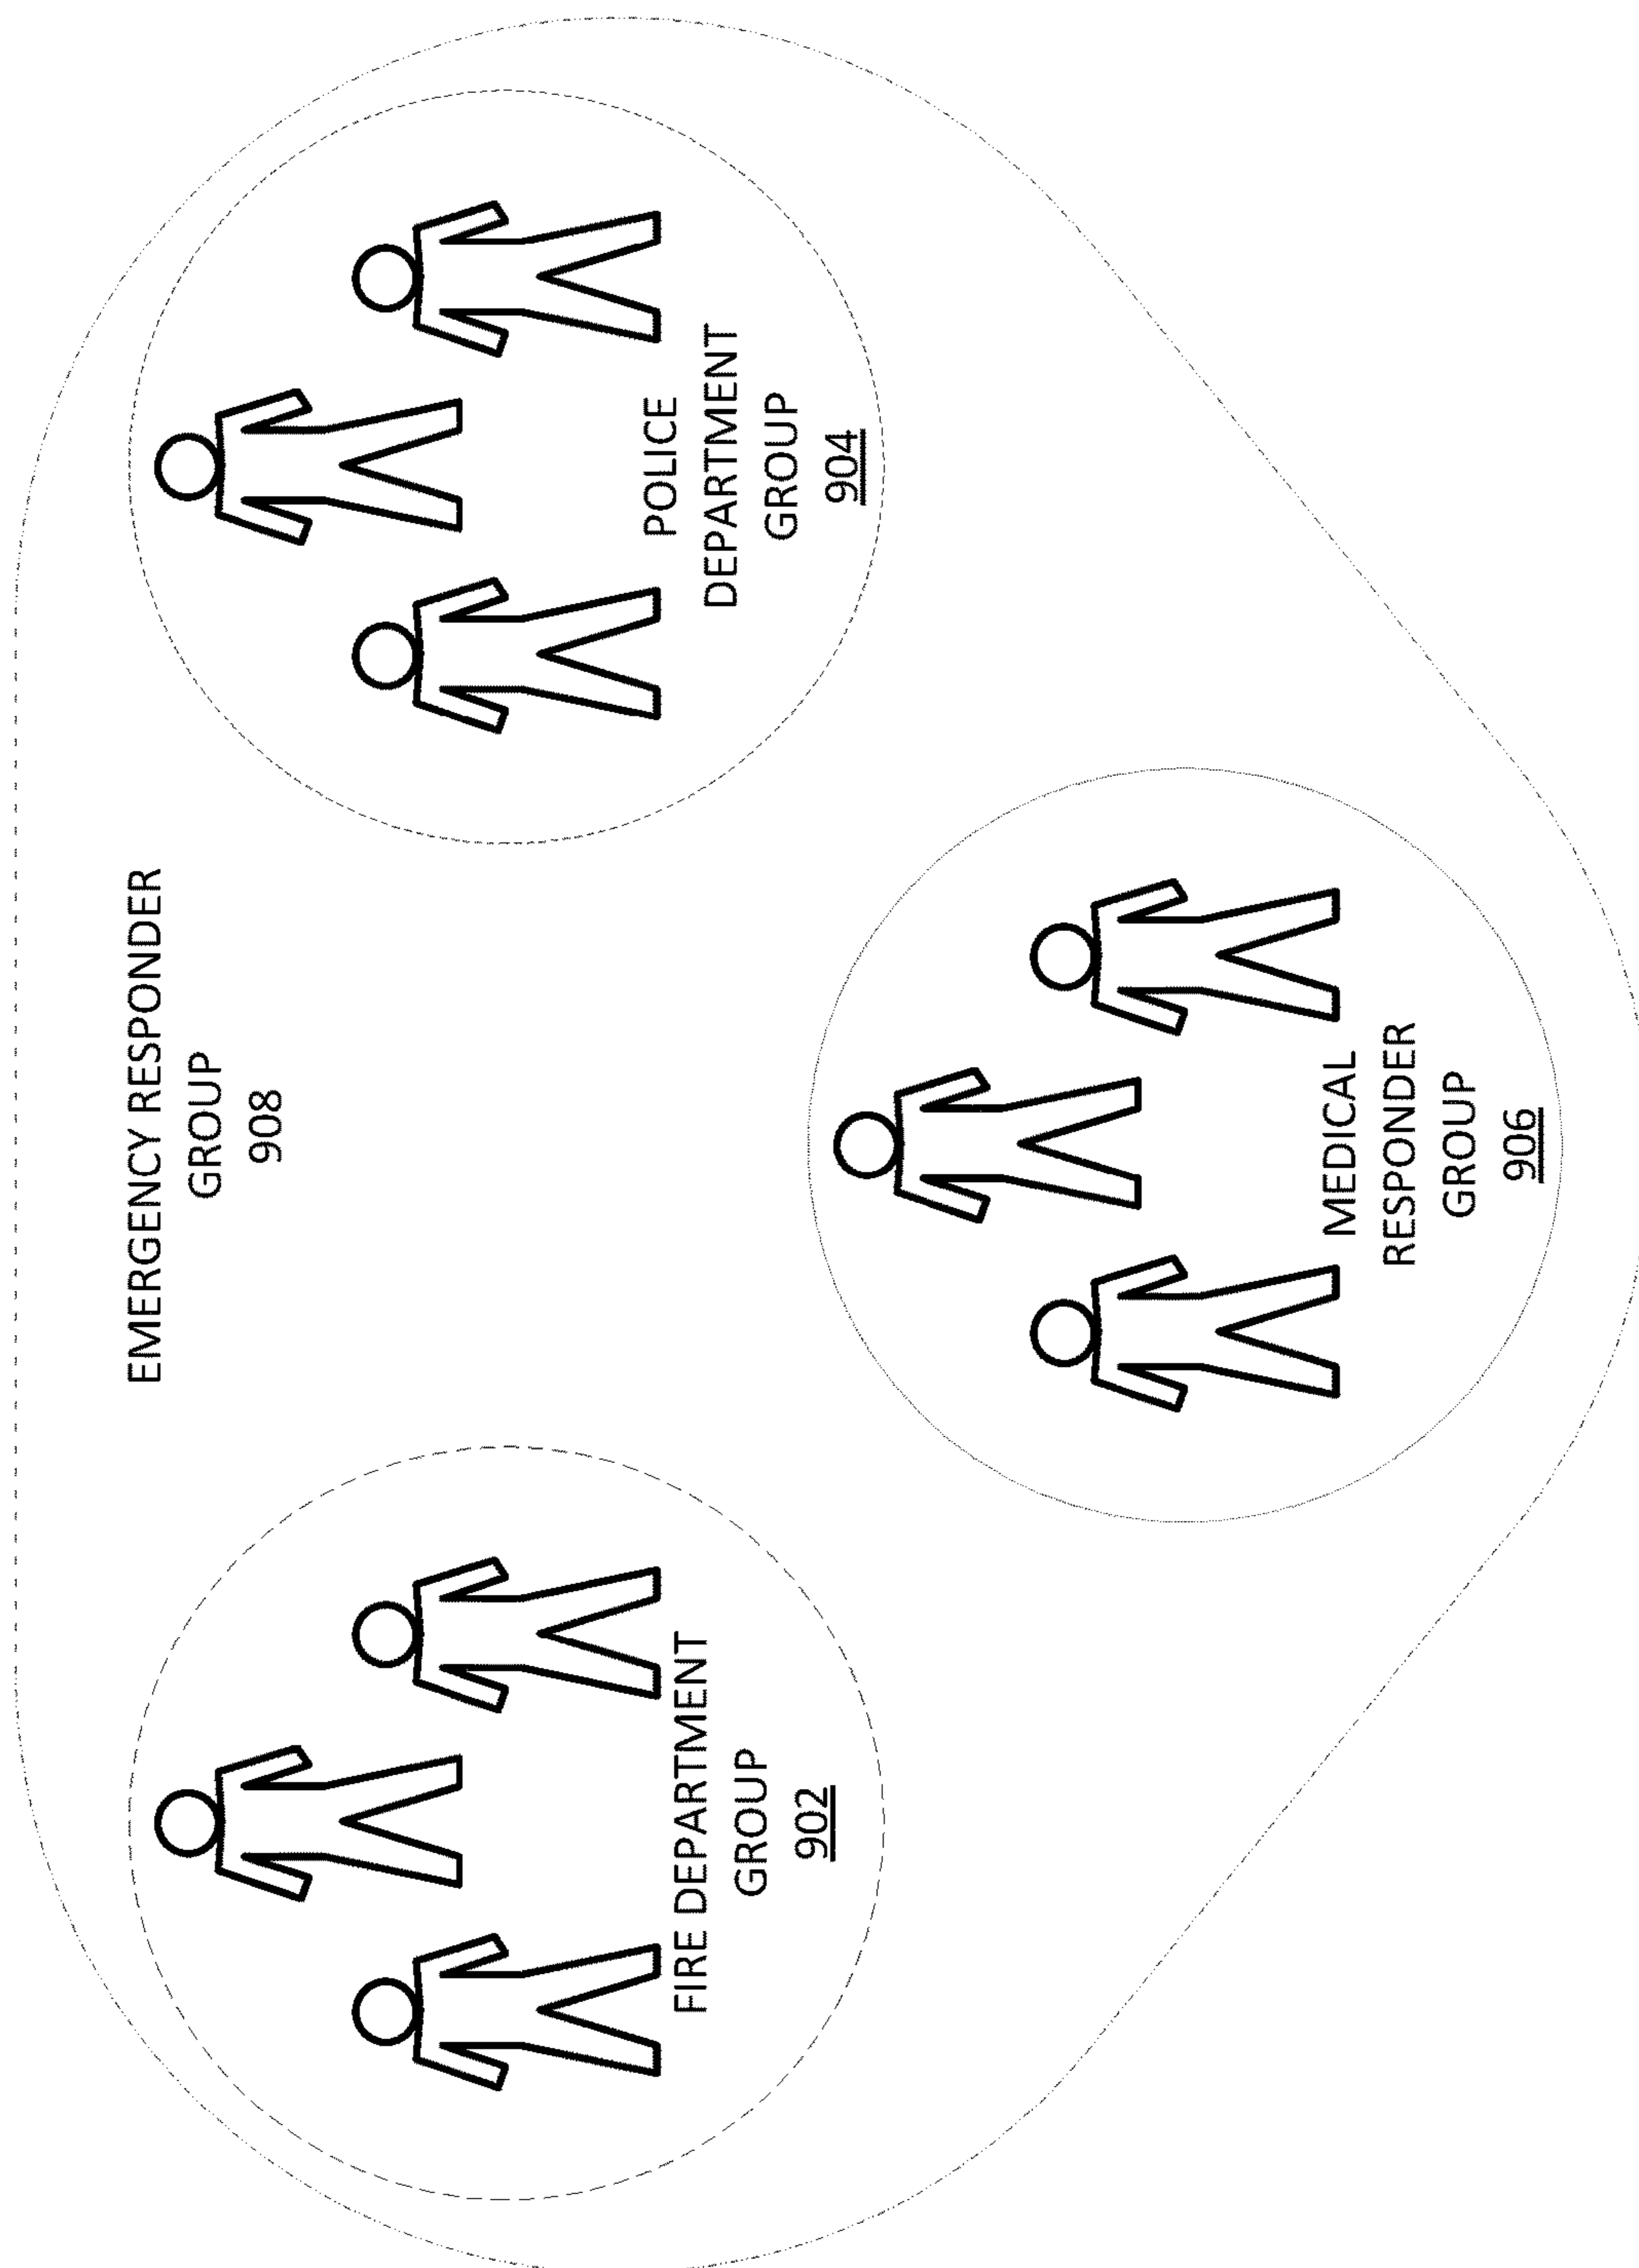 EMERGENCY RESPONDER
GROUP
908
FIRE DEPARTMENT
GROUP
902
POLICE
DEPARTMENT
GROUP
904
MEDICAL
RESPONDER
GROUP
906